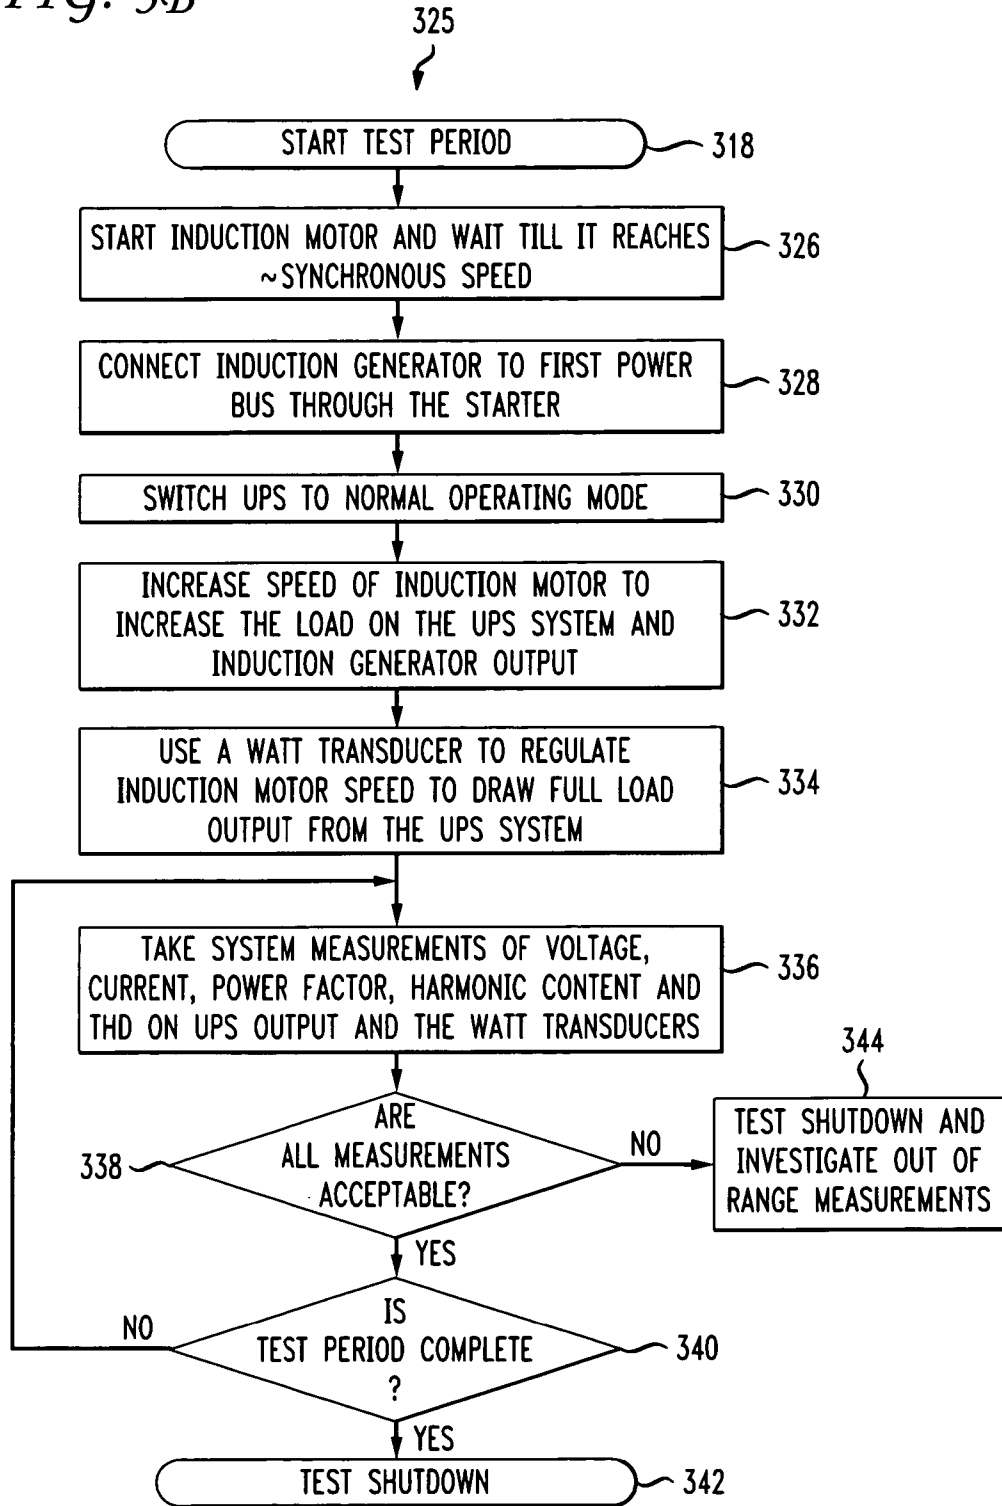 FIG. 3B
325
START TEST PERIOD
318
START INDUCTION MOTOR AND WAIT TILL IT REACHES
~SYNCHRONOUS SPEED
326
CONNECT INDUCTION GENERATOR TO FIRST POWER
BUS THROUGH THE STARTER
328
SWITCH UPS TO NORMAL OPERATING MODE
330
INCREASE SPEED OF INDUCTION MOTOR TO
INCREASE THE LOAD ON THE UPS SYSTEM AND
INDUCTION GENERATOR OUTPUT
332
USE A WATT TRANSDUCER TO REGULATE
INDUCTION MOTOR SPEED TO DRAW FULL LOAD
OUTPUT FROM THE UPS SYSTEM
334
TAKE SYSTEM MEASUREMENTS OF VOLTAGE,
CURRENT, POWER FACTOR, HARMONIC CONTENT AND
THD ON UPS OUTPUT AND THE WATT TRANSDUCERS
336
338
ARE
ALL MEASUREMENTS
ACCEPTABLE?
NO
344
TEST SHUTDOWN AND
INVESTIGATE OUT OF
RANGE MEASUREMENTS
YES
NO
IS
TEST PERIOD COMPLETE
?
340
YES
TEST SHUTDOWN
342